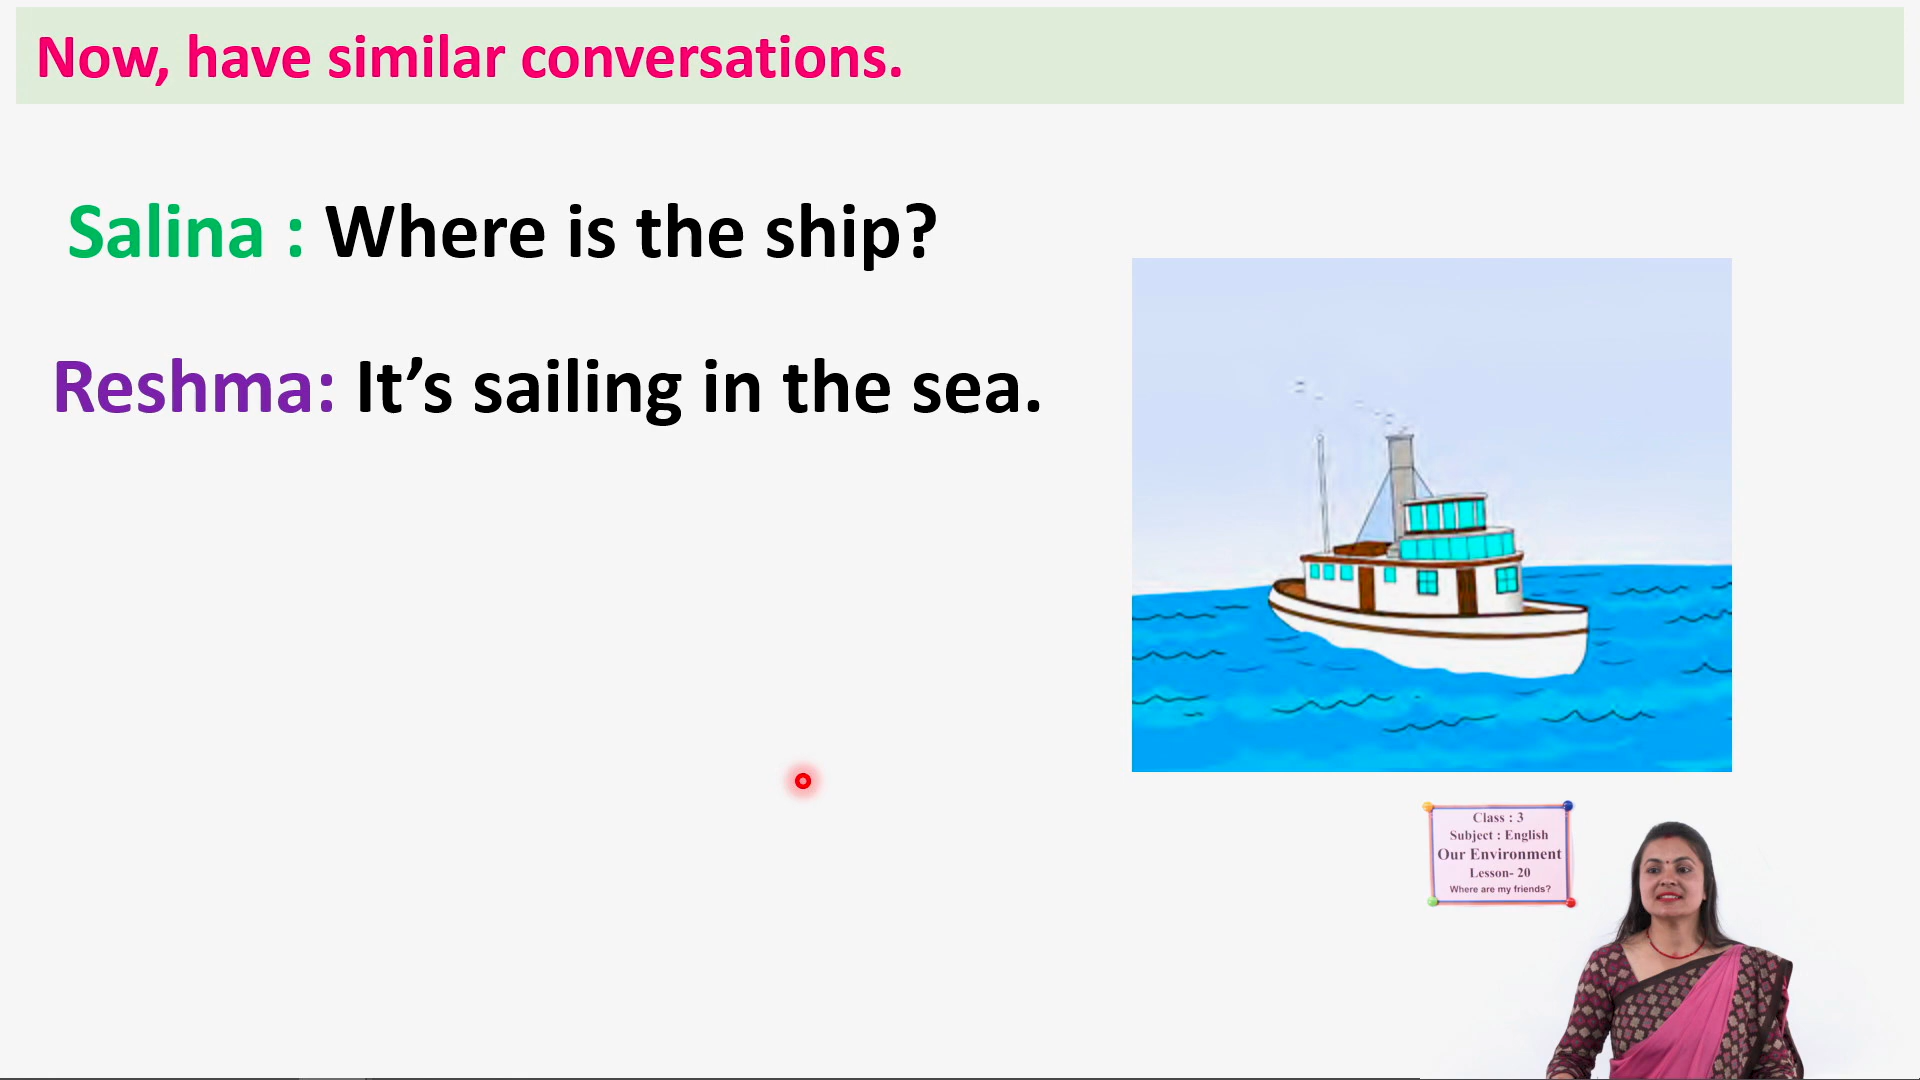 Now, have similar conversations.
Salina : Where is the ship?
Reshma: It’s sailing in the sea.
Class : 3
Subject : English
Our Environment
Lesson- 20
Where are my friends?